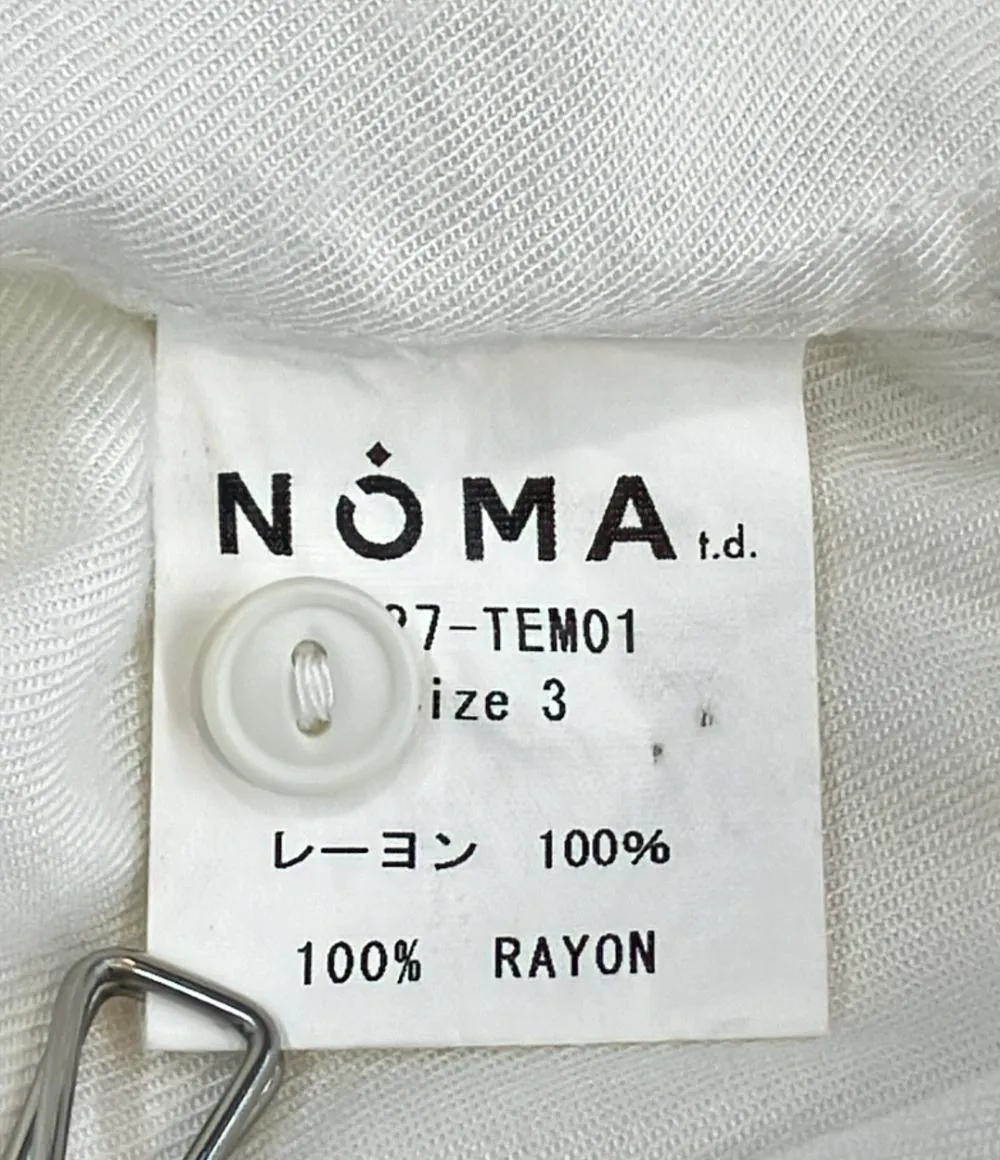 NOMA t.d.
7-TEM01
ize 3
レーヨン 100%
100% RAYON